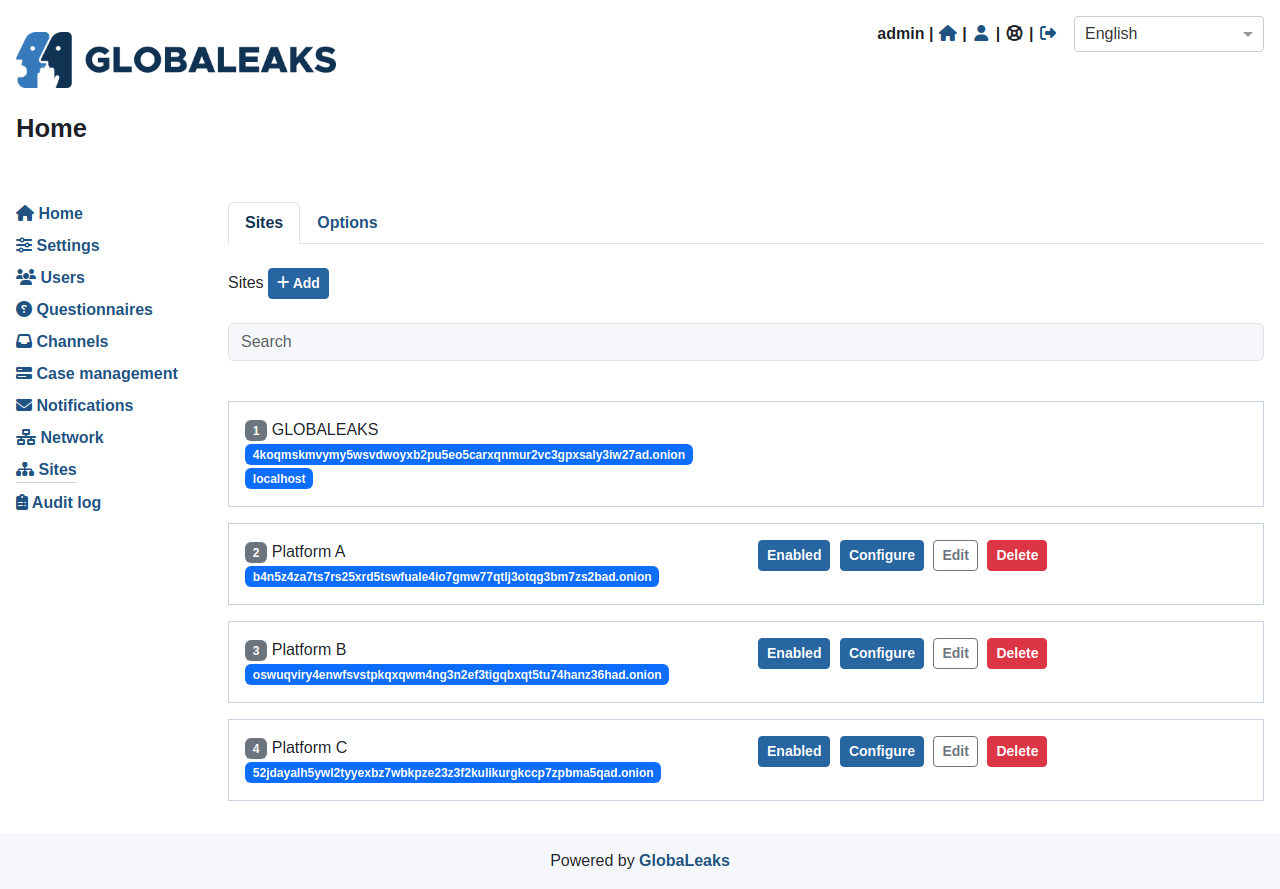 admin | | | |
English
GLOBALEAKS
Home
Home
Settings
Users
Questionnaires
Channels
Case management
Notifications
Network
Sites
Audit log
Sites Options
Sites + Add
Search
1 GLOBALEAKS
4koqmskmvymy5wsvdwoyxb2pu5eo5carxqnmur2vc3gpxsaly3iw27ad.onion
localhost
2 Platform A Enabled Configure Edit Delete
b4n5z4za7ts7rs25xrd5tswfuale4io7gmw77qtlj3otqg3bm7zs2bad.onion
3 Platform B Enabled Configure Edit Delete
oswuqviry4enwfsvstpkqxqwm4ng3n2ef3tigqbxqt5tu74hanz36had.onion
4 Platform C Enabled Configure Edit Delete
52jdayalh5ywl2tyyexbz7wbkpze23z3f2kulikurgkccp7zpbma5qad.onion
Powered by GlobaLeaks